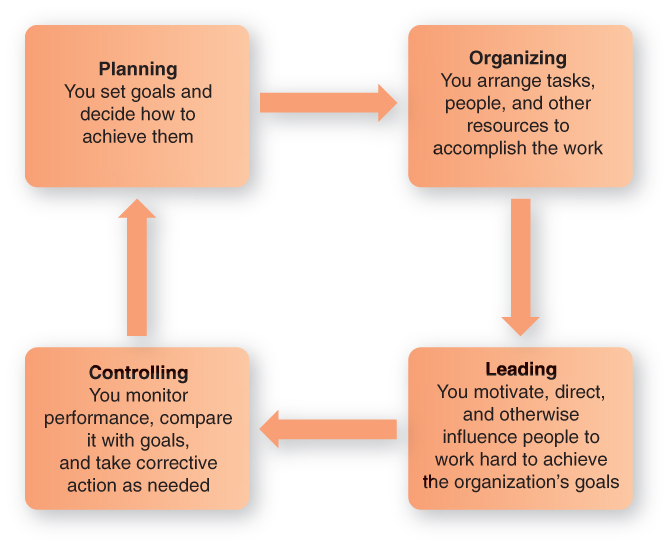 Planning
You set goals and
decide how to
achieve them
Organizing
You arrange tasks,
people, and other
resources to
accomplish the work
Controlling
You monitor
performance, compare
it with goals,
and take corrective
action as needed
Leading
You motivate, direct,
and otherwise
influence people to
work hard to achieve
the organization’s goals